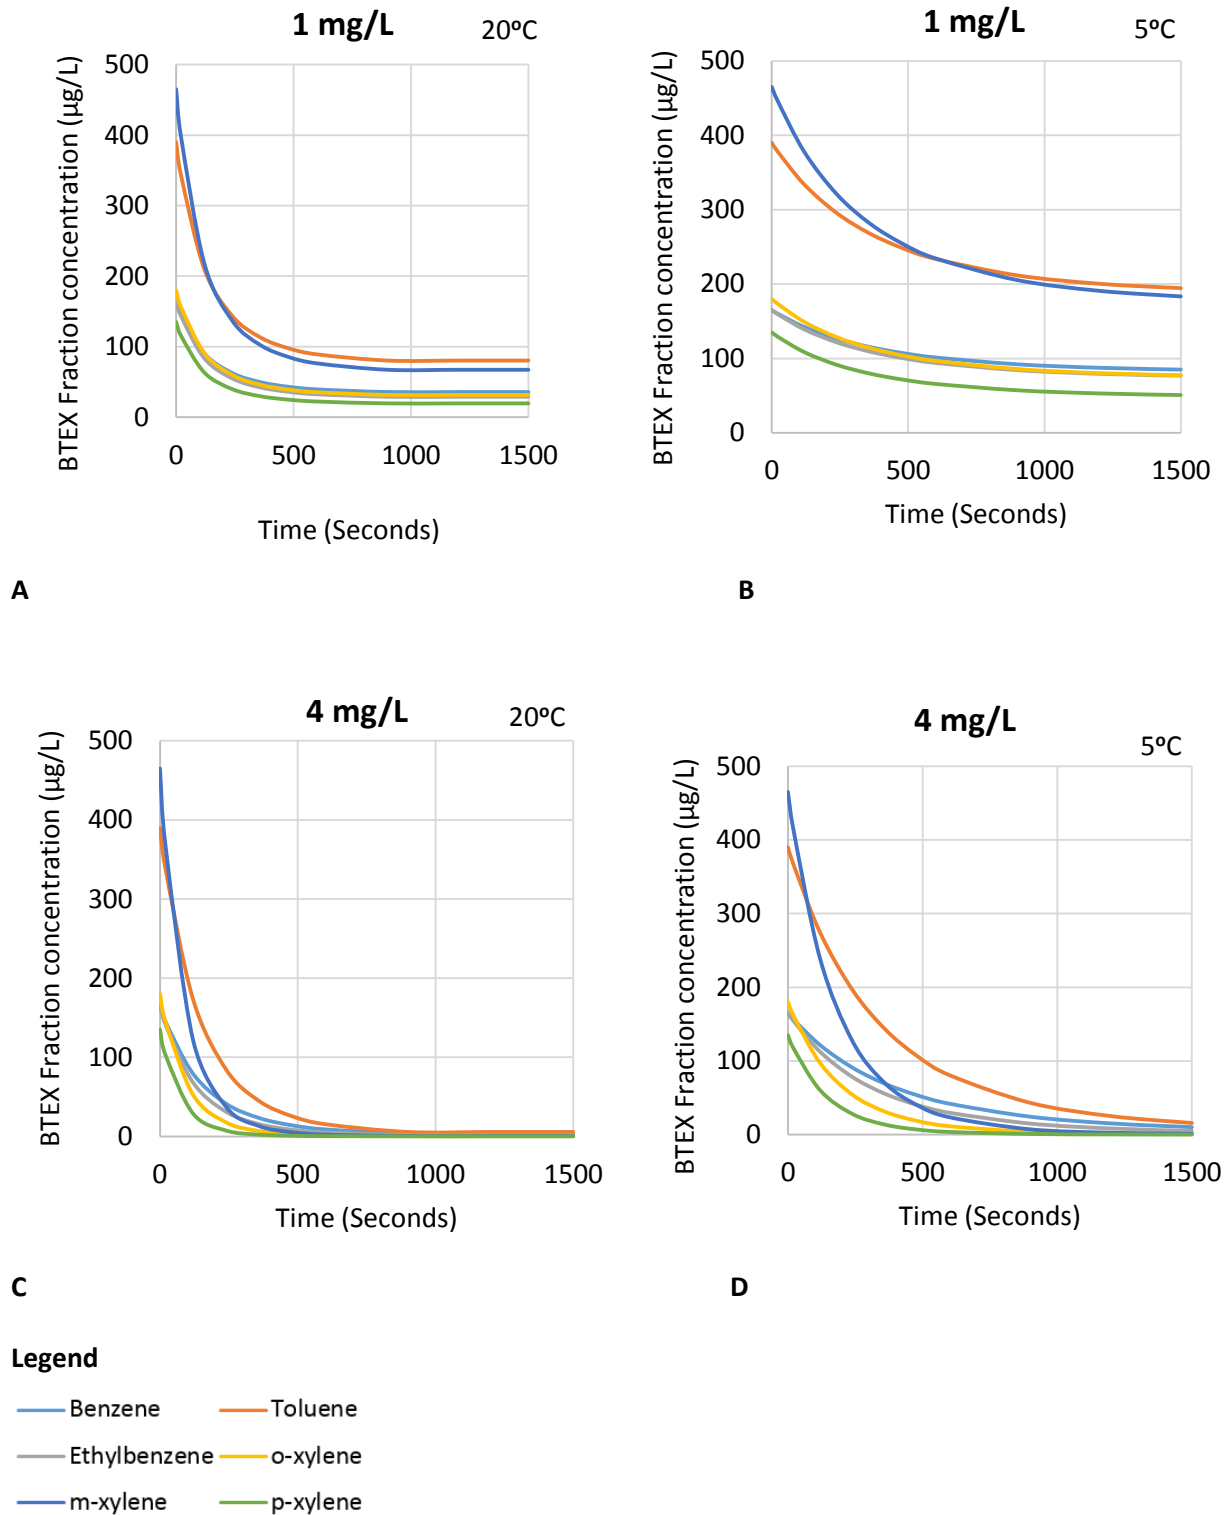 1 mg/L 20ºC
BTEX Fraction concentration (µg/L)
500
400
300
200
100
0
0 500 1000 1500
Time (Seconds)
A
1 mg/L 5ºC
BTEX Fraction concentration (µg/L)
500
400
300
200
100
0
0 500 1000 1500
Time (Seconds)
B
4 mg/L 20ºC
BTEX Fraction concentration (µg/L)
500
400
300
200
100
0
0 500 1000 1500
Time (Seconds)
C
4 mg/L 5ºC
BTEX Fraction concentration (µg/L)
500
400
300
200
100
0
0 500 1000 1500
Time (Seconds)
D
Legend
Benzene Toluene
Ethylbenzene o-xylene
m-xylene p-xylene